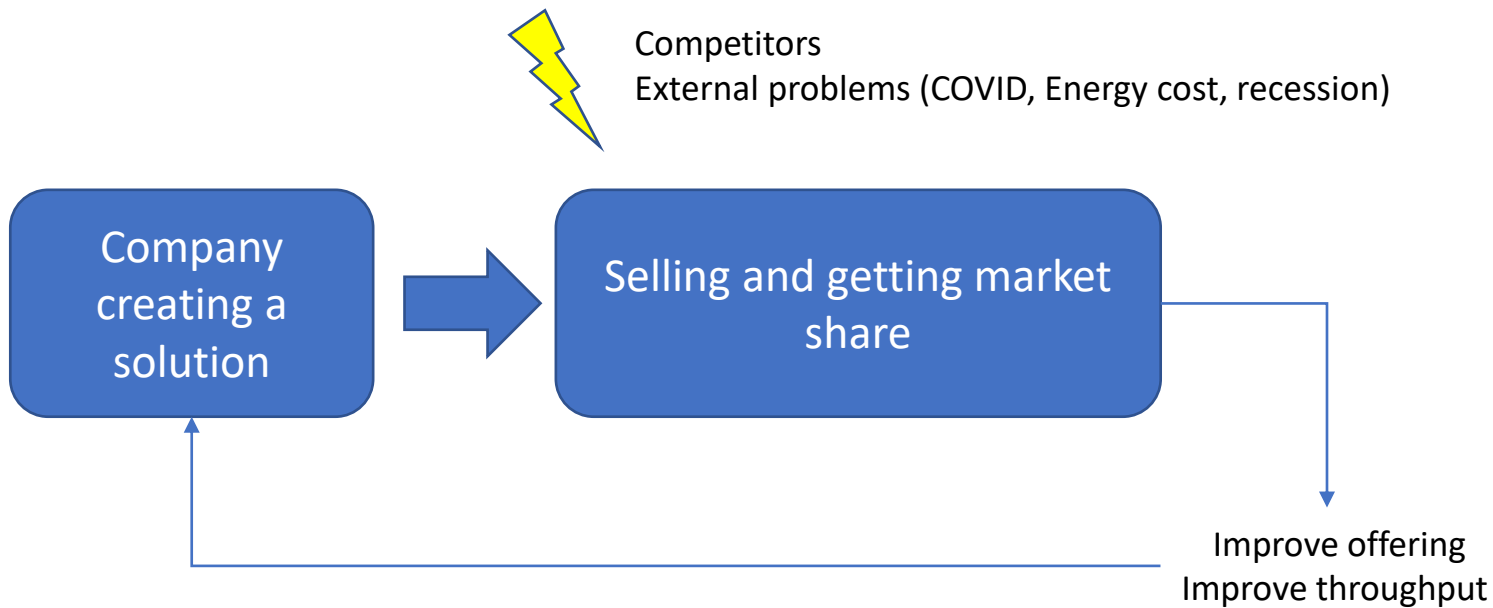 Competitors
External problems (COVID, Energy cost, recession)
Company
creating a
solution
Selling and getting market
share
Improve offering
Improve throughput